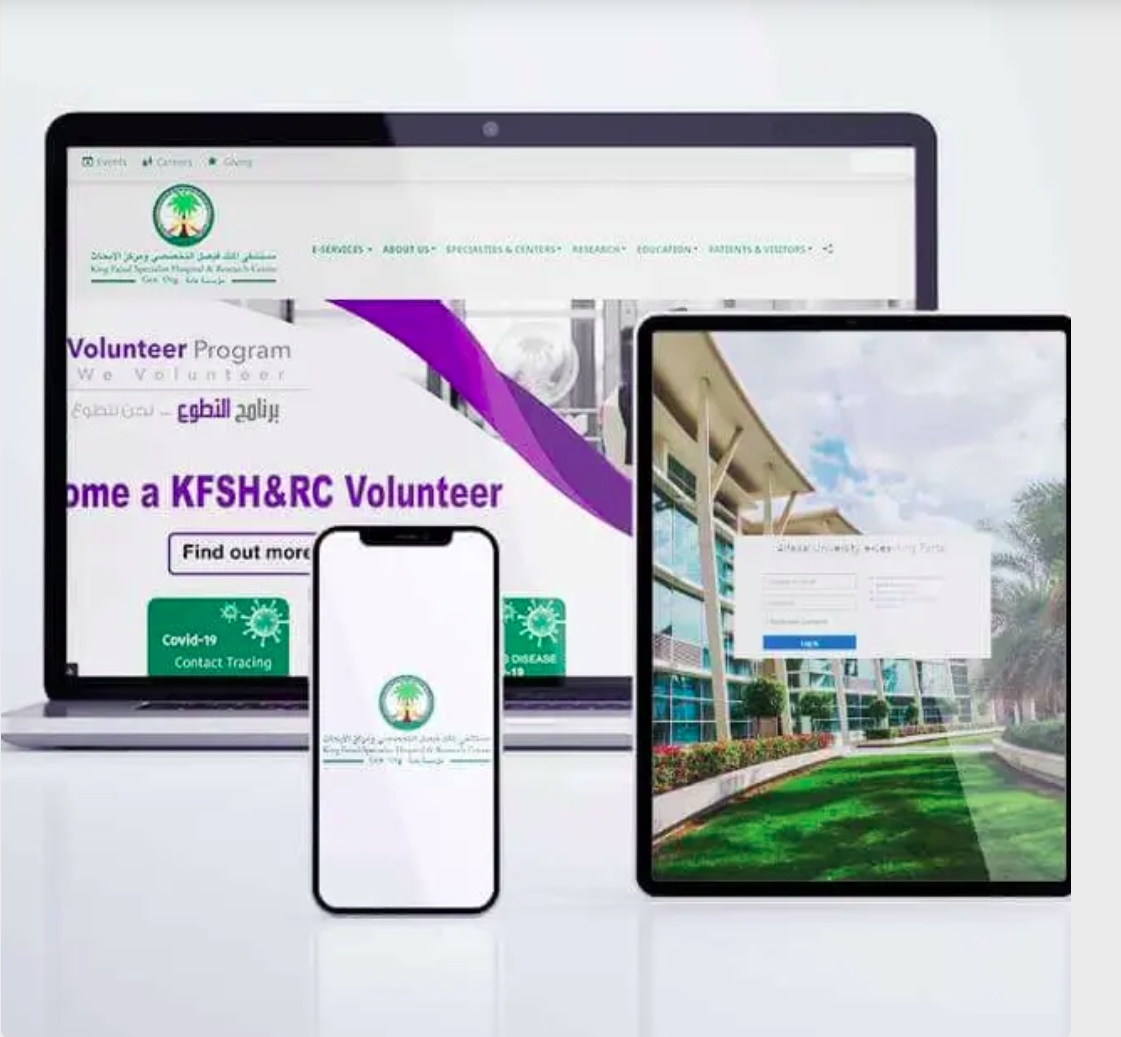 Events Careers Giving
مستشفى الملك فيصل التخصصي ومركز الأبحاث
King Faisal Specialist Hospital & Research Centre
Gen. Org. مؤسسة عامة
E-SERVICES ABOUT US SPECIALTIES & CENTERS RESEARCH EDUCATION PATIENTS & VISITORS
Volunteer Program
We Volunteer
برنامج التطوع – نحن نتطوع
ome a KFSH&RC Volunteer
Find out more
Covid-19
Contact Tracing
S DISEASE
-19
مستشفى الملك فيصل التخصصي ومركز الأبحاث
King Faisal Specialist Hospital & Research Centre
Gen. Org. مؤسسة عامة
Alfaisal University e-Learning Portal
Log in